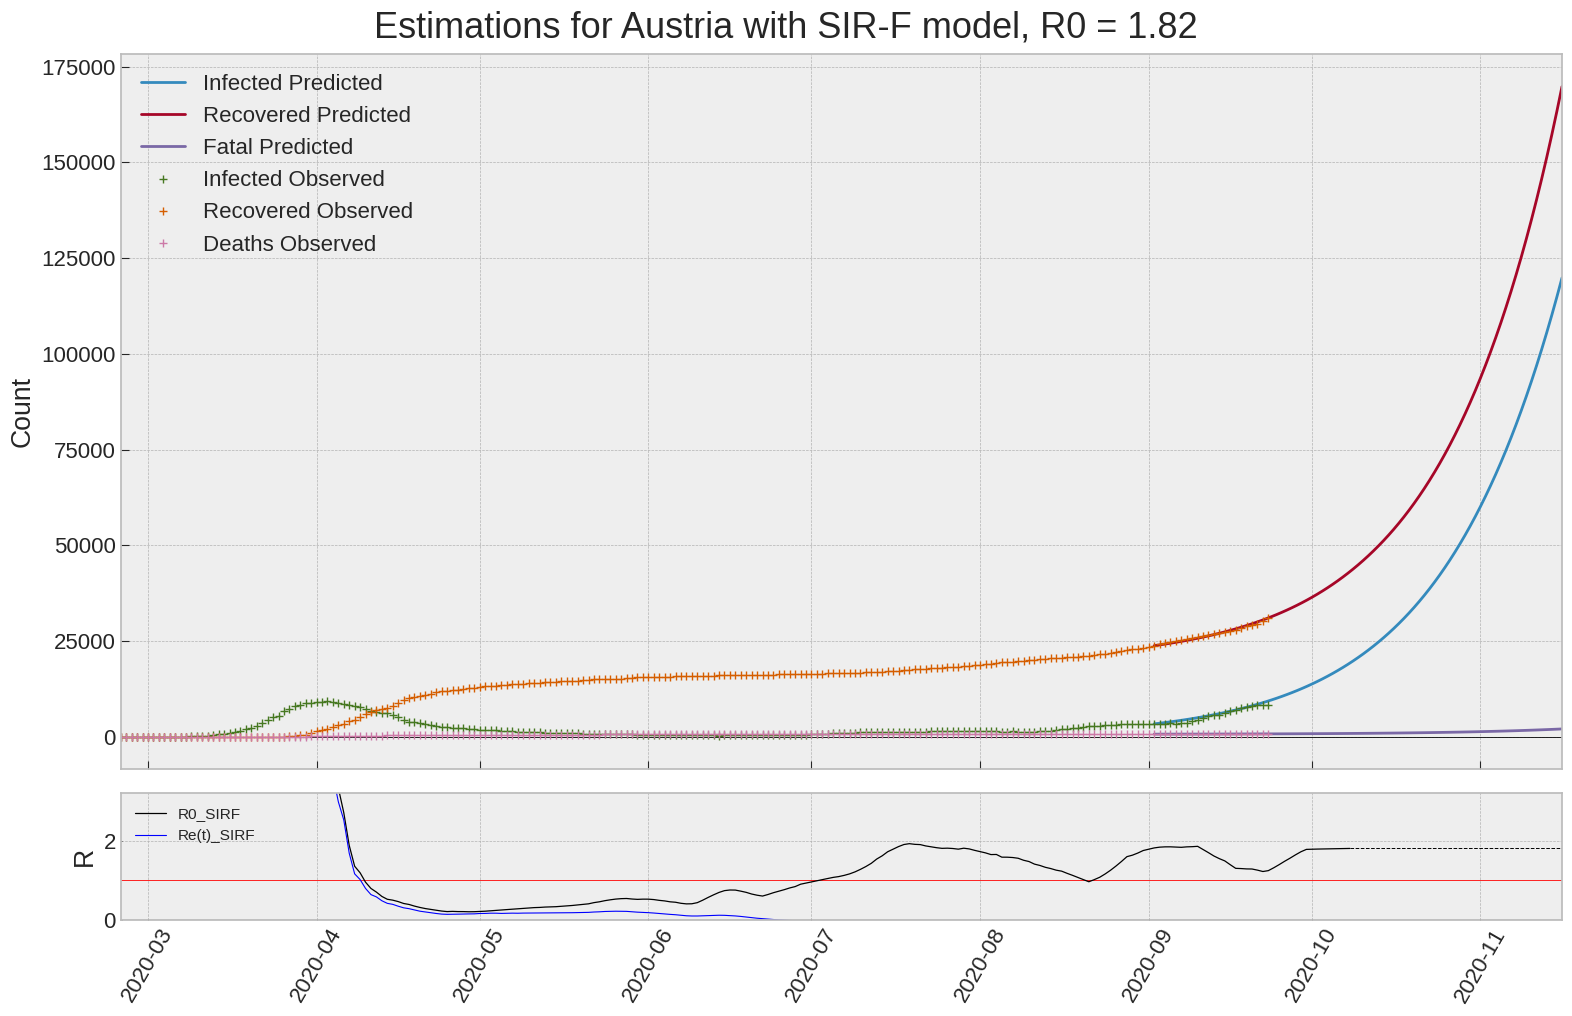 Estimations for Austria with SIR-F model, R0 = 1.82
175000
150000
125000
100000
75000
50000
25000
0
Count
Infected Predicted
Recovered Predicted
Fatal Predicted
Infected Observed
Recovered Observed
Deaths Observed
R0_SIRF
Re(t)_SIRF
2
0
R
2020-03
2020-04
2020-05
2020-06
2020-07
2020-08
2020-09
2020-10
2020-11